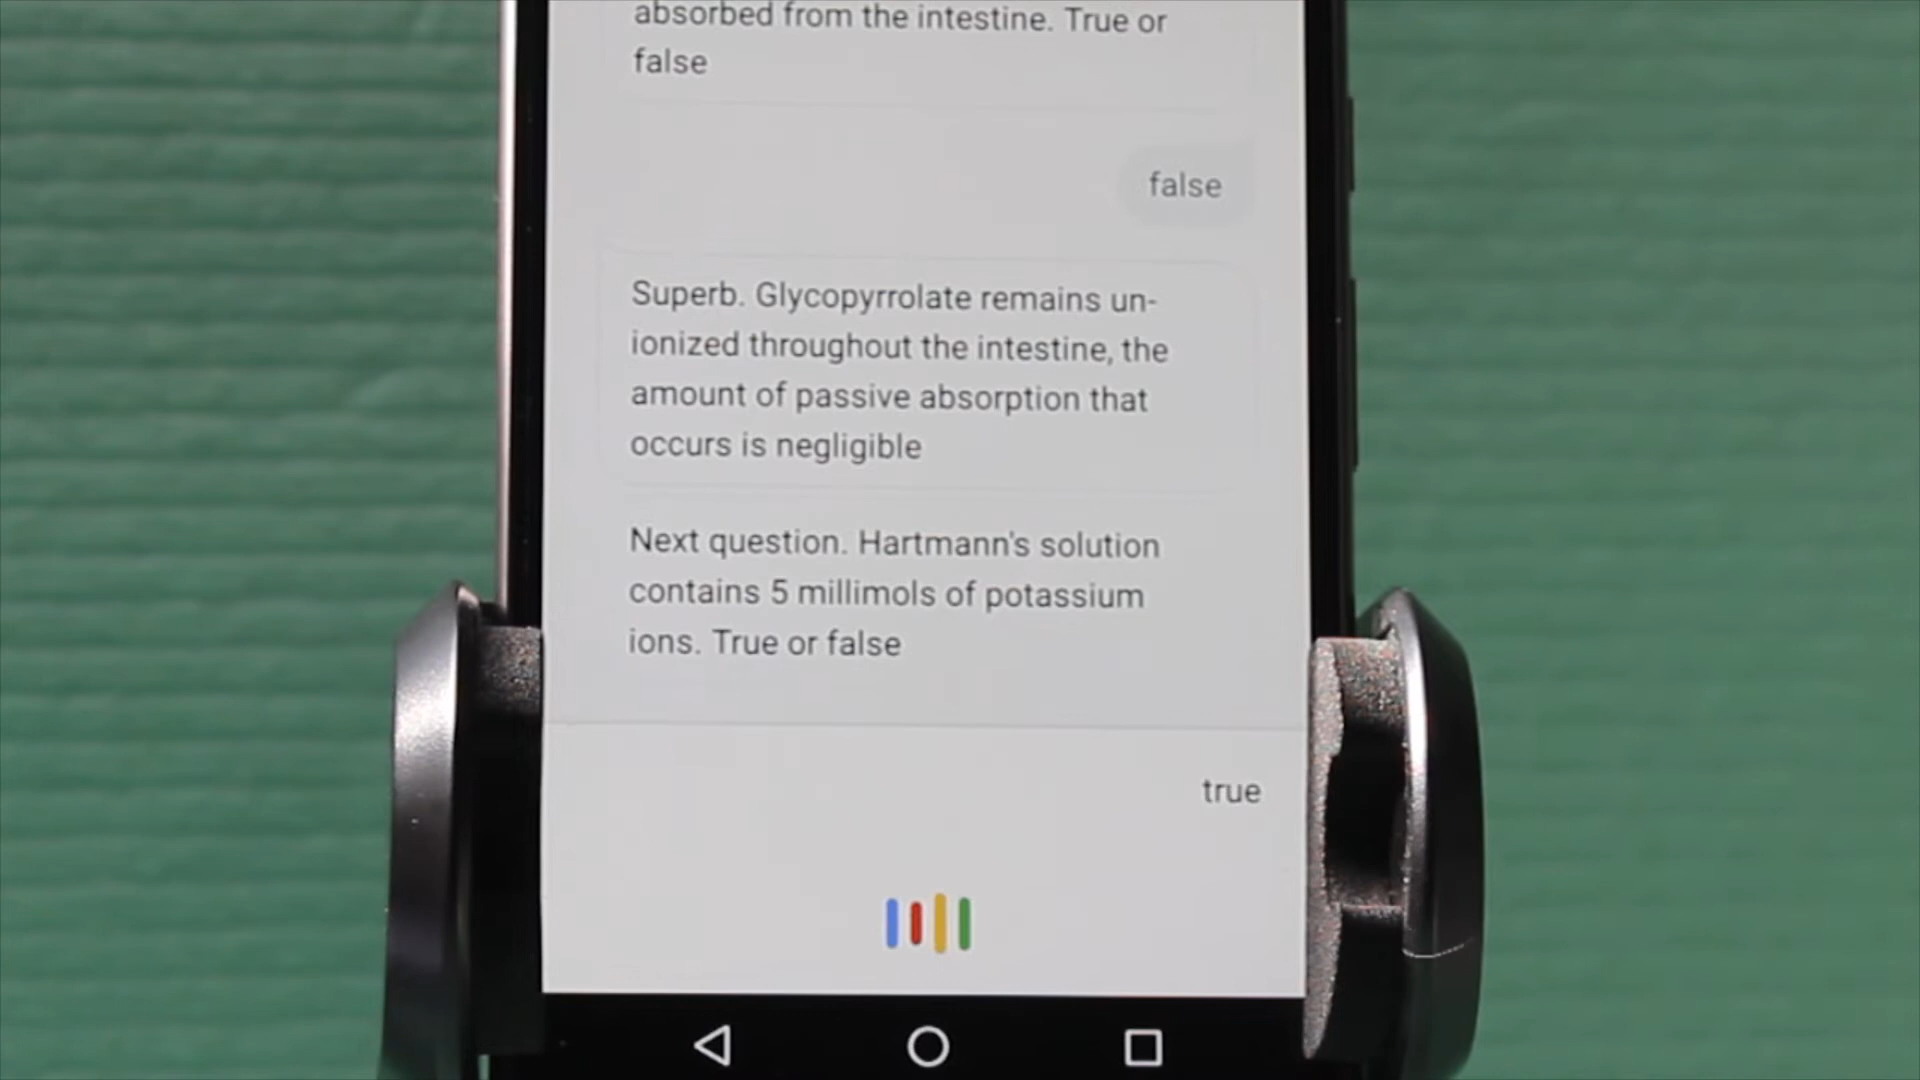 absorbed from the intestine. True or
false
false
Superb. Glycopyrrolate remains un-
ionized throughout the intestine, the
amount of passive absorption that
occurs is negligible
Next question. Hartmann's solution
contains 5 millimols of potassium
ions. True or false
true